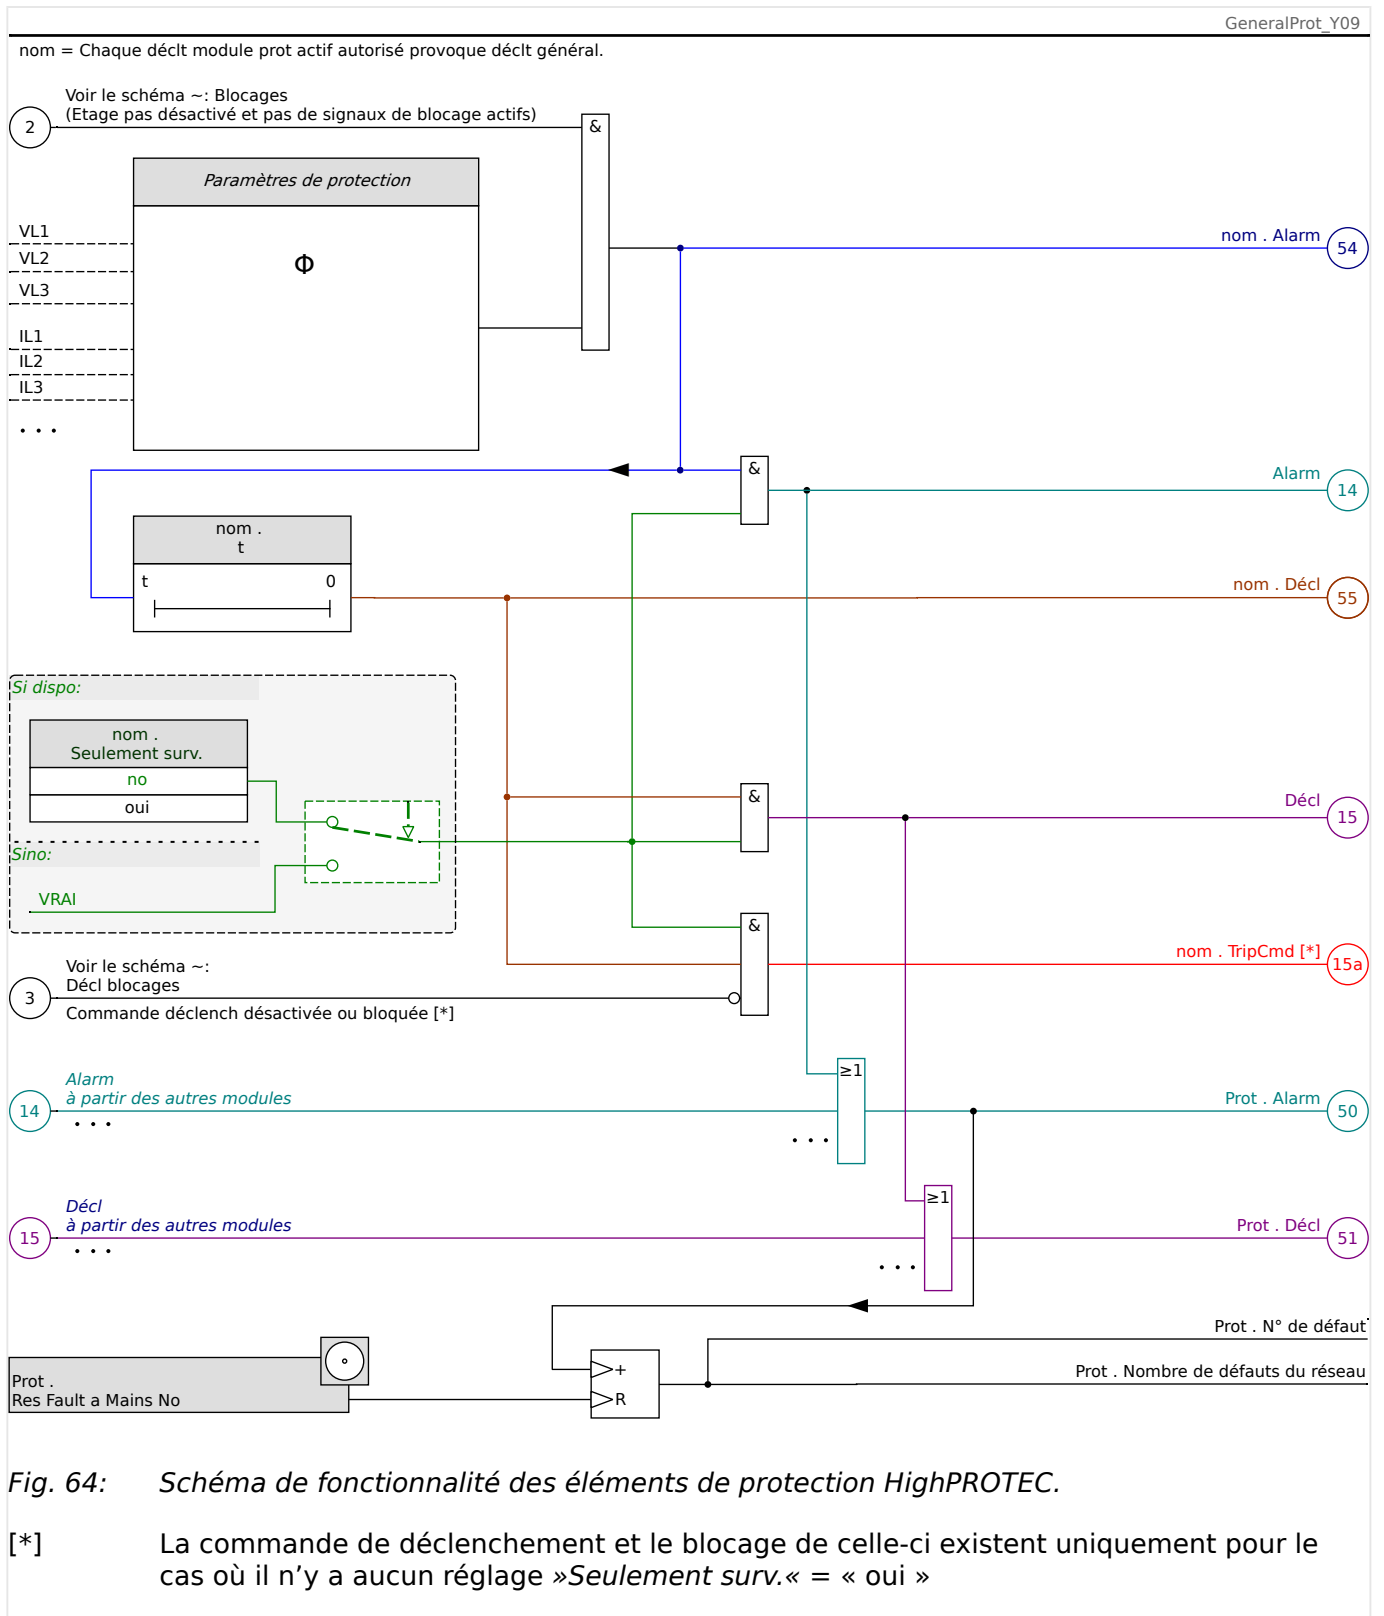 GeneralProt_Y09
nom = Chaque déclt module prot actif autorisé provoque déclt général.
Voir le schéma ~: Blocages
(Etage pas désactivé et pas de signaux de blocage actifs)
2
&
Paramètres de protection
Φ
VL1
VL2
VL3
IL1
IL2
IL3
• • •
nom . Alarm
54
&
Alarm
14
nom .
t
t 0
nom . Décl
55
Si dispo:
nom .
Seulement surv.
no
oui
Sino:
VRAI
&
Décl
15
&
nom . TripCmd [*]
15a
Voir le schéma ~:
Décl blocages
3
Commande déclench désactivée ou bloquée [*]
≥1
Alarm
à partir des autres modules
14
• • •
• • •
Prot . Alarm
50
≥1
Décl
à partir des autres modules
15
• • •
• • •
Prot . Décl
51
Prot . N° de défaut
Prot . Nombre de défauts du réseau
+
R
Prot .
Res Fault a Mains No
Fig. 64: Schéma de fonctionnalité des éléments de protection HighPROTEC.
[*] La commande de déclenchement et le blocage de celle-ci existent uniquement pour le
cas où il n’y a aucun réglage »Seulement surv.« = « oui »